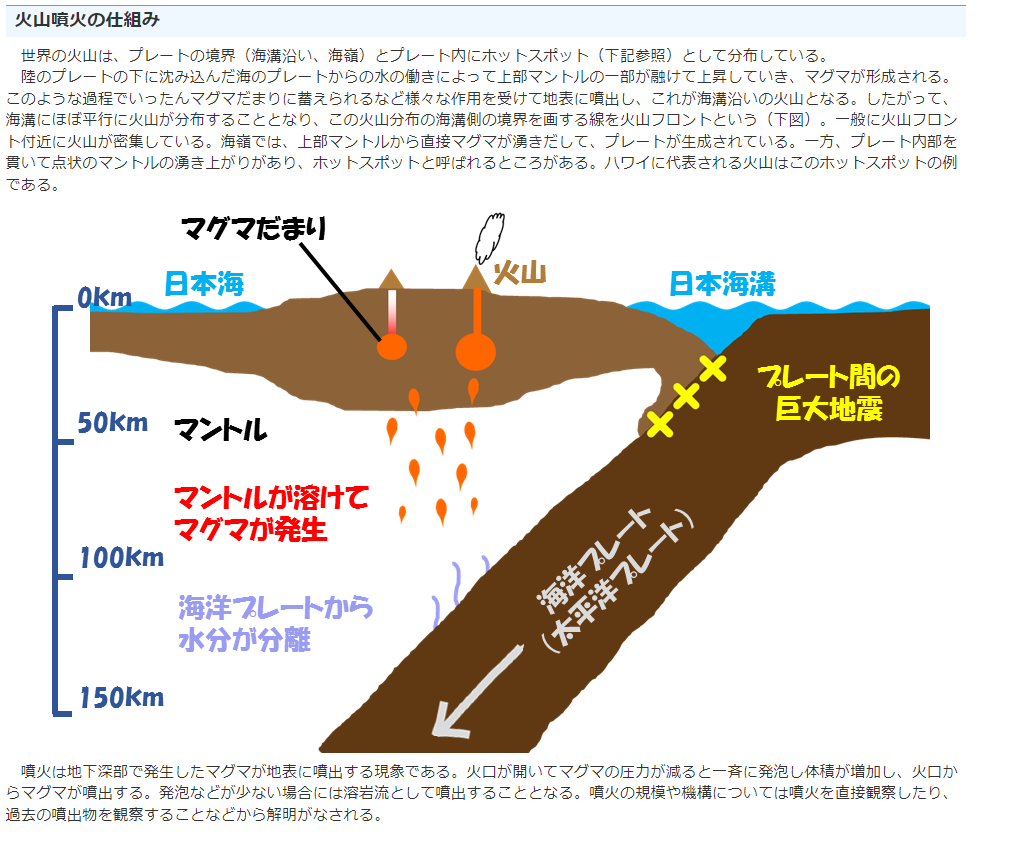 火山噴火の仕組み
世界の火山は、プレートの境界（海溝沿い、海嶺）とプレート内にホットスポット（下記参照）として分布している。
陸のプレートの下に沈み込んだ海のプレートからの水の働きによって上部マントルの一部が融けて上昇していき、マグマが形成される。
このような過程でいったんマグマだまりに蓄えられるなど様々な作用を受けて地表に噴出し、これが海溝沿いの火山となる。したがって、
海溝にほぼ平行に火山が分布することとなり、この火山分布の海溝側の境界を画する線を火山フロントという（下図）。一般に火山フロン
ト付近に火山が密集している。海嶺では、上部マントルから直接マグマが湧きだして、プレートが生成されている。一方、プレート内部を
貫いて点状のマントルの湧き上がりがあり、ホットスポットと呼ばれるところがある。ハワイに代表される火山はこのホットスポットの例
である。
マグマだまり
火山
日本海
日本海溝
0km
プレート間の
巨大地震
50km
マントル
マントルが溶けて
マグマが発生
100km
海洋プレート
（太平洋プレート）
海洋プレートから
水分が分離
150km
噴火は地下深部で発生したマグマが地表に噴出する現象である。火口が開いてマグマの圧力が減ると一斉に発泡し体積が増加し、火口か
らマグマが噴出する。発泡などが少ない場合には溶岩流として噴出することとなる。噴火の規模や機構については噴火を直接観察したり、
過去の噴出物を観察することなどから解明がなされる。